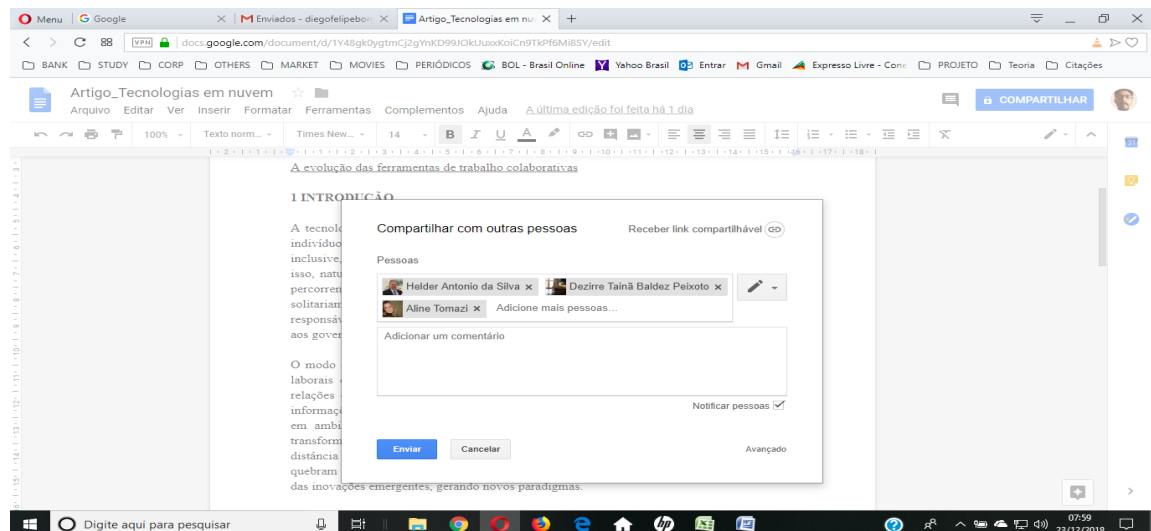 Menu Google Enviados - diegofelipebor Artigo_Tecnologias em nu
VPN docs.google.com/document/d/1Y48gk0ygtmCj2gYnKD99JOkUuxxKoiCn9TkPf6Mi8SY/edit
BANK STUDY CORP OTHERS MARKET MOVIES PERIÓDICOS BOL - Brasil Online Yahoo Brasil Entrar Gmail Expresso Livre - Cone PROJETO Teoria Citações
Artigo_Tecnologias em nuvem
Arquivo Editar Ver Inserir Formatar Ferramentas Complementos Ajuda A última edição foi feita há 1 dia
COMPARTILHAR
100% Texto norm... Times New... 14 B I U A
A evolução das ferramentas de trabalho colaborativas
1 INTRODUÇÃO
Compartilhar com outras pessoas Receber link compartilhável
Pessoas
Helder Antonio da Silva × Dezirre Tainã Baldez Peixoto ×
Aline Tomazi × Adicione mais pessoas...
Adicionar um comentário
Notificar pessoas
Enviar Cancelar Avançado
A tecnolo
indivíduo
inclusive,
isso, natu
percorren
solitariam
responsáv
aos gover
O modo
laborais
relações
informaç
em ambi
transform
distância
quebram
das inovações emergentes, gerando novos paradigmas.
Digite aqui para pesquisar
07:59
23/12/2018